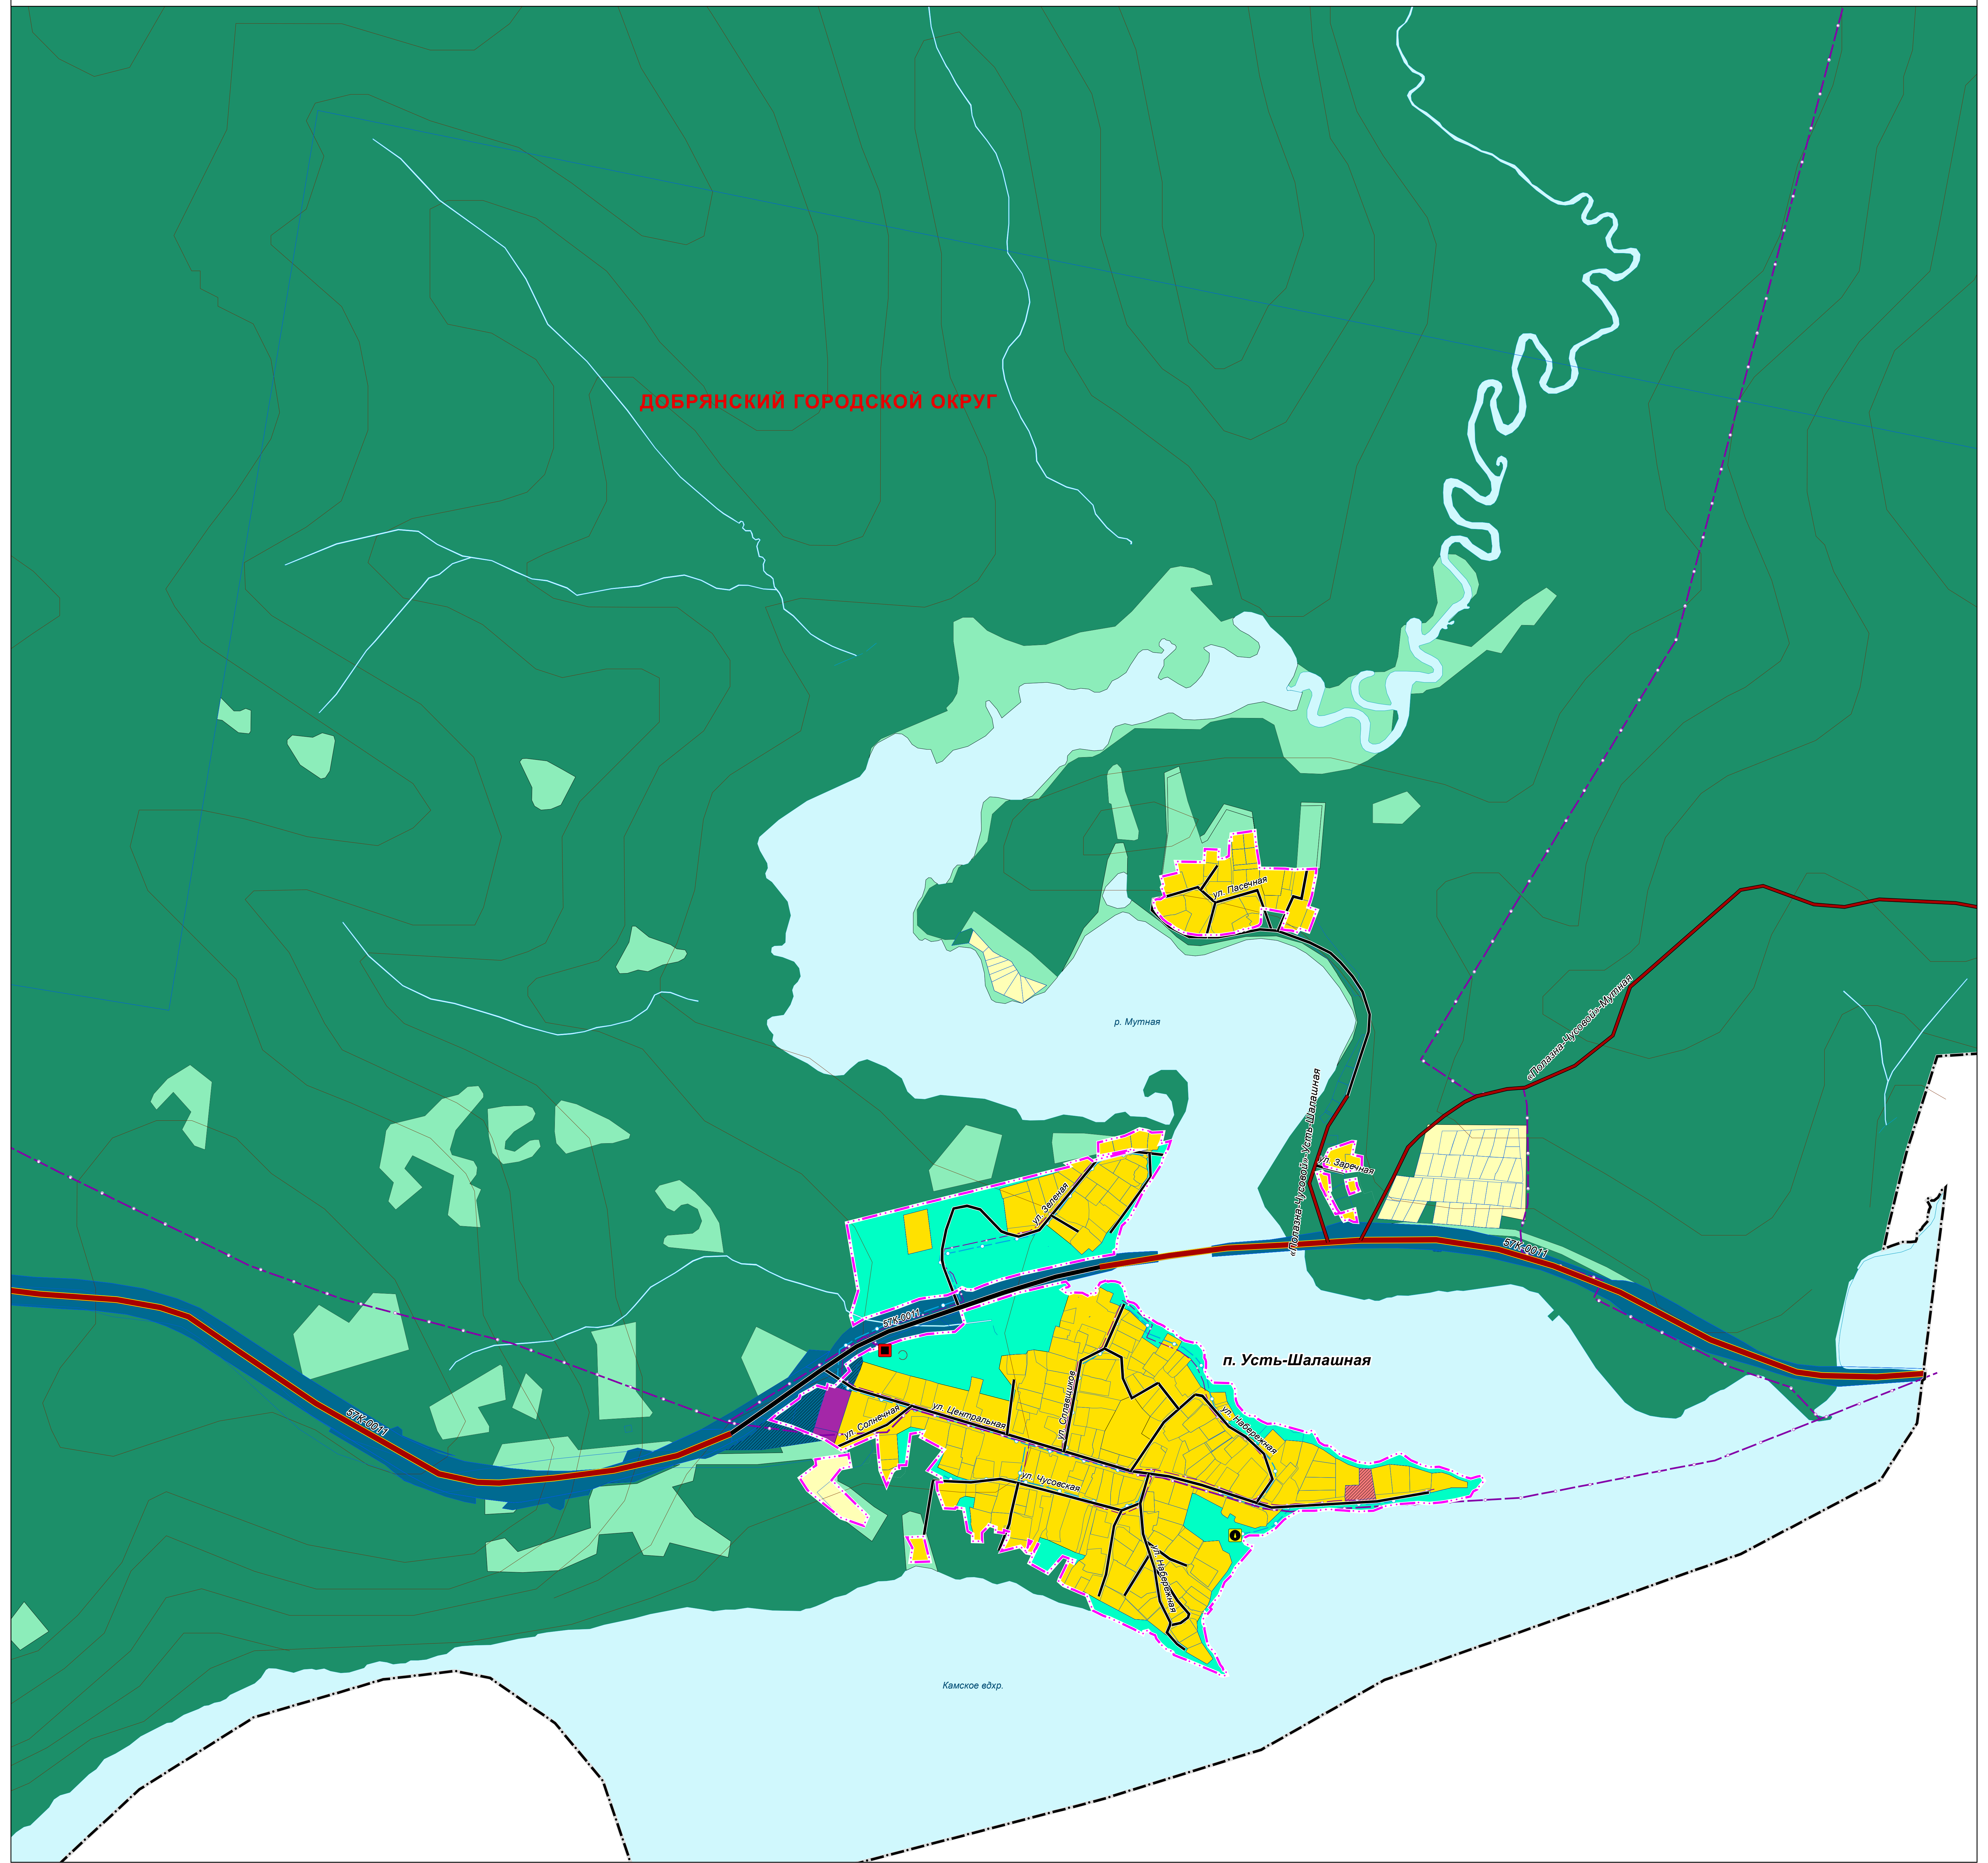 ДОБРЯНСКИЙ ГОРОДСКОЙ ОКРУГ
ул. Пасечная
«Полазна-Чусовой»-Мутная
р. Мутная
«Полазна-Чусовой»-Усть-Шалашная
ул. Заречная
ул. Зеленая
57К-0011
57К-0011
п. Усть-Шалашная
57К-0011
ул. Солнечная
ул. Центральная
ул. Сплавщиков
ул. Набережная
ул. Чусовская
ул. Набережная
Камское вдхр.